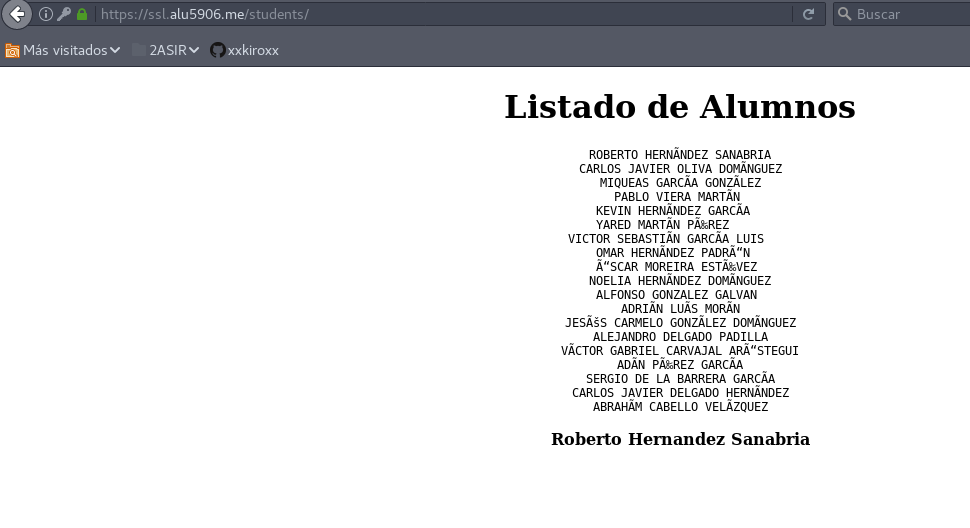 https://ssl.alu5906.me/students/
Buscar
Más visitados
2ASIR
xxkiroxx
Listado de Alumnos
ROBERTO HERNÃNDEZ SANABRIA
CARLOS JAVIER OLIVA DOMÃNGUEZ
MIQUEAS GARCÃA GONZÃLEZ
PABLO VIERA MARTÃN
KEVIN HERNÃNDEZ GARCÃA
YARED MARTÃN PÃ‰REZ
VICTOR SEBASTIÃN GARCÃA LUIS
OMAR HERNÃNDEZ PADRÃ“N
Ã“SCAR MOREIRA ESTÃ‰VEZ
NOELIA HERNÃNDEZ DOMÃNGUEZ
ALFONSO GONZALEZ GALVAN
ADRIÃN LUÃS MORÃN
JESÃšS CARMELO GONZÃLEZ DOMÃNGUEZ
ALEJANDRO DELGADO PADILLA
VÃCTOR GABRIEL CARVAJAL ARÃ“STEGUI
ADÃN PÃ‰REZ GARCÃA
SERGIO DE LA BARRERA GARCÃA
CARLOS JAVIER DELGADO HERNÃNDEZ
ABRAHÃM CABELLO VELÃZQUEZ
Roberto Hernandez Sanabria